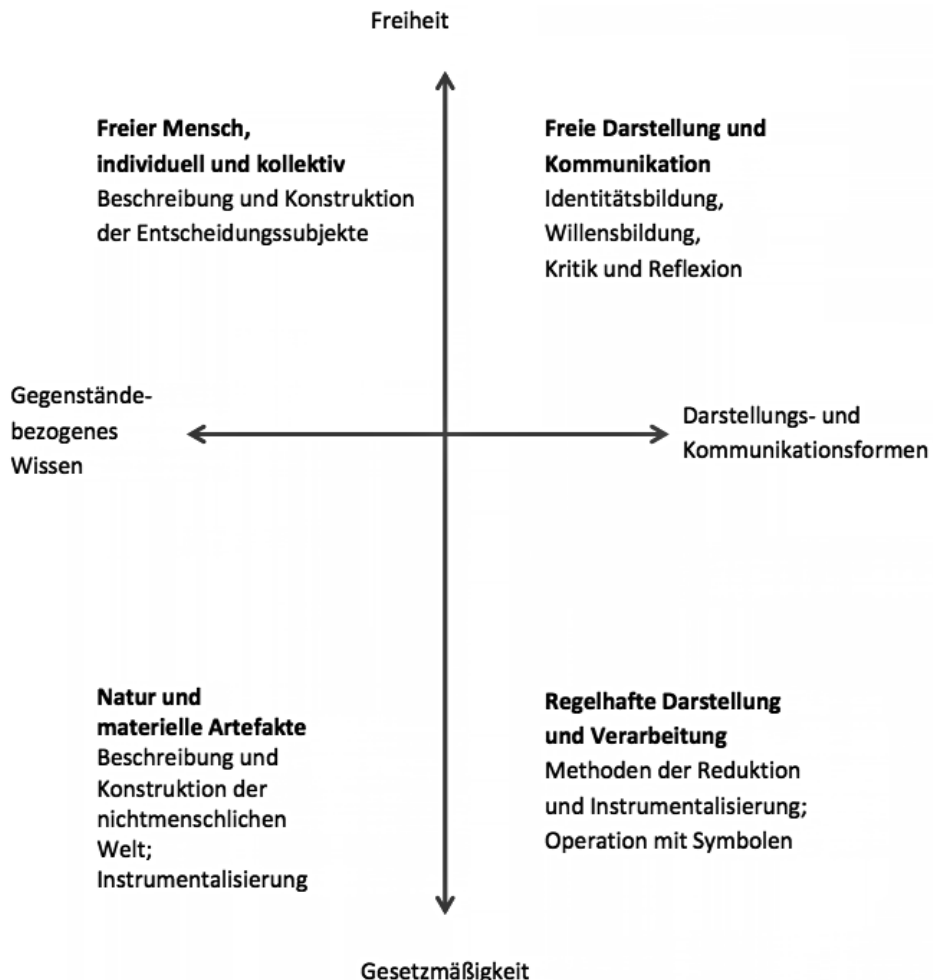 Freiheit
Freier Mensch,
individuell und kollektiv
Beschreibung und Konstruktion
der Entscheidungssubjekte
Freie Darstellung und
Kommunikation
Identitätsbildung,
Willensbildung,
Kritik und Reflexion
Gegenstände-
bezogenes
Wissen
Darstellungs- und
Kommunikationsformen
Natur und
materielle Artefakte
Beschreibung und
Konstruktion der
nichtmenschlichen
Welt;
Instrumentalisierung
Regelhafte Darstellung
und Verarbeitung
Methoden der Reduktion
und Instrumentalisierung;
Operation mit Symbolen
Gesetzmäßigkeit